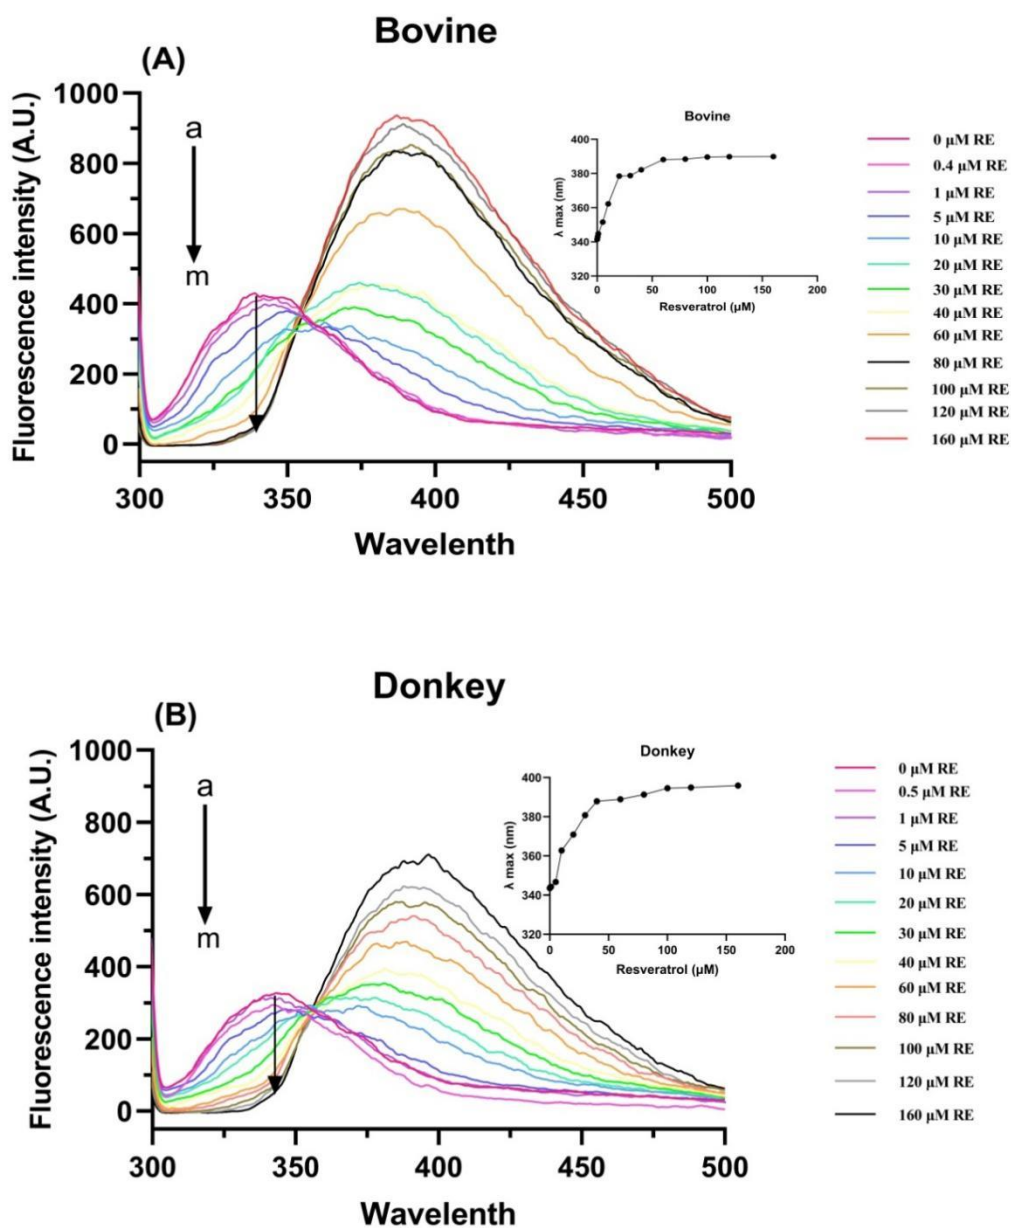 Bovine
(A)
Fluorescence intensity (A.U.)
1000
800
600
400
200
0
a
m
300
350
400
450
500
Wavelenth
Bovine
λ max (nm)
400
380
360
340
320
0
50
100
150
200
Resveratrol (μM)
0 μM RE
0.4 μM RE
1 μM RE
5 μM RE
10 μM RE
20 μM RE
30 μM RE
40 μM RE
60 μM RE
80 μM RE
100 μM RE
120 μM RE
160 μM RE
Donkey
(B)
Fluorescence intensity (A.U.)
1000
800
600
400
200
0
a
m
300
350
400
450
500
Wavelength
Donkey
λ max (nm)
400
380
360
340
320
0
50
100
150
200
Resveratrol (μM)
0 μM RE
0.5 μM RE
1 μM RE
5 μM RE
10 μM RE
20 μM RE
30 μM RE
40 μM RE
60 μM RE
80 μM RE
100 μM RE
120 μM RE
160 μM RE